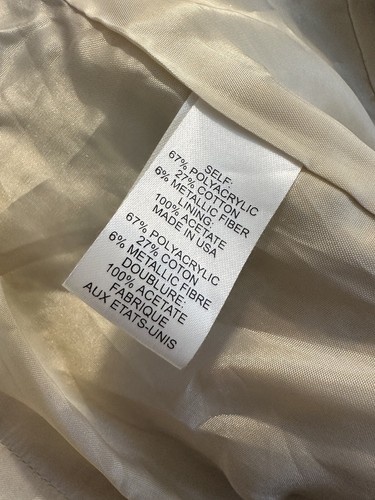 SELF:
67% POLYACRYLIC
27% COTTON
6% METALLIC FIBER
LINING:
100% ACETATE
MADE IN USA
67% POLYACRYLIC
27% COTON
6% METALLIC FIBRE
DOUBLURE:
100% ACETATE
FABRIQUE
AUX ETATS-UNIS